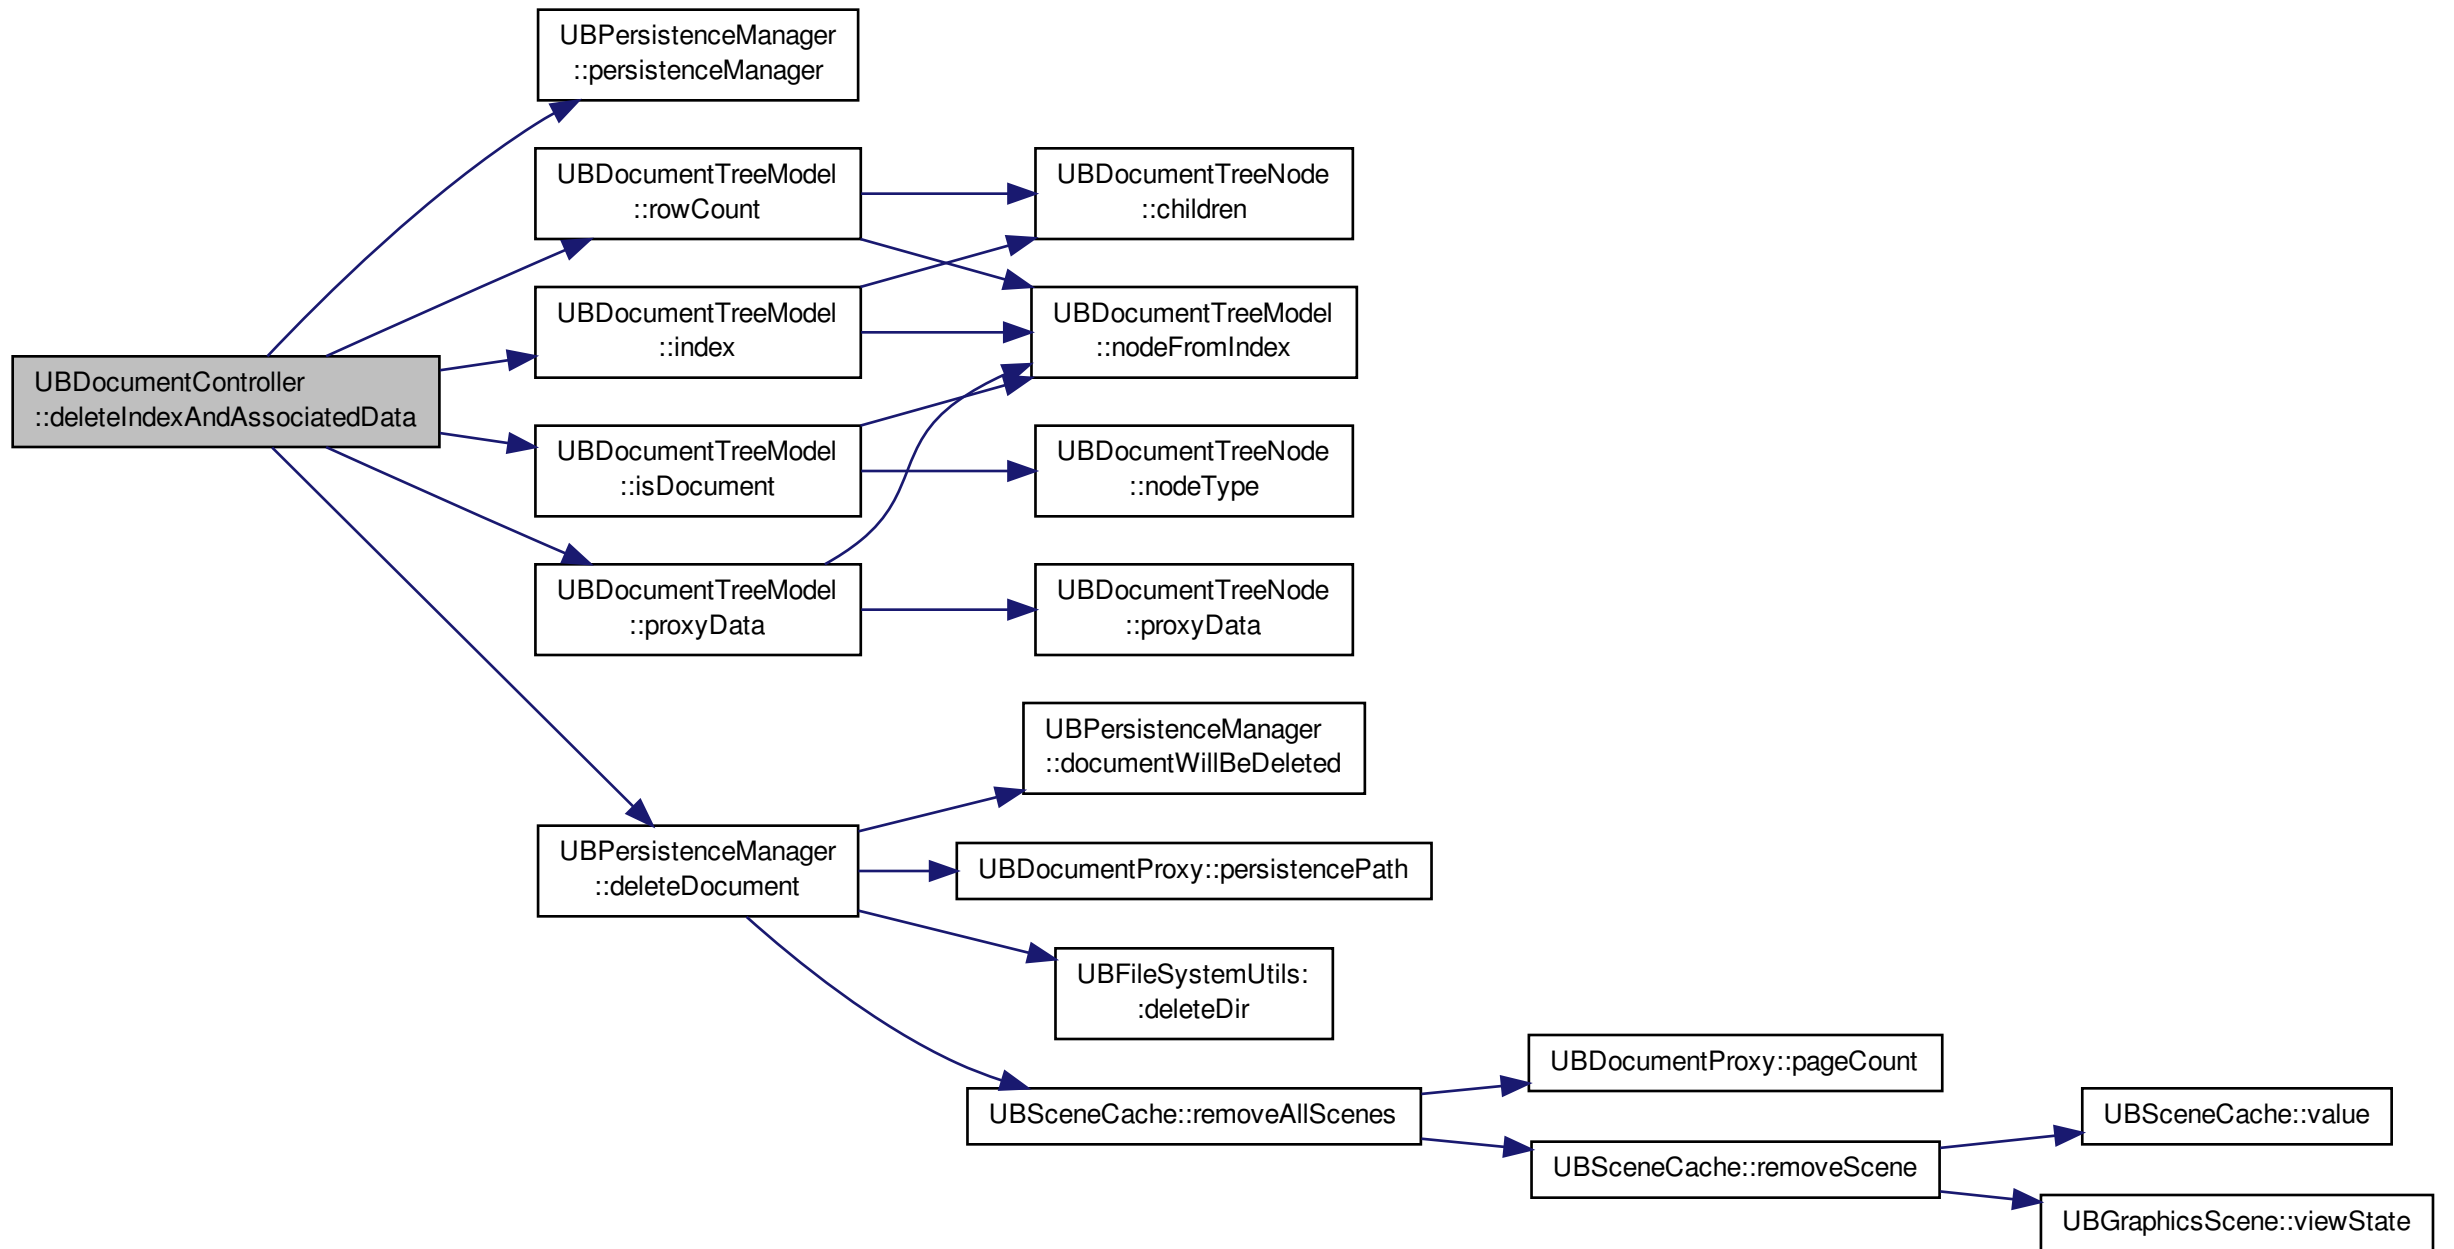 UBPersistenceManager
::persistenceManager
UBDocumentTreeModel
::rowCount
UBDocumentTreeNode
::children
UBDocumentTreeModel
::index
UBDocumentTreeModel
::nodeFromIndex
UBDocumentController
::deleteIndexAndAssociatedData
UBDocumentTreeModel
::isDocument
UBDocumentTreeNode
::nodeType
UBDocumentTreeModel
::proxyData
UBDocumentTreeNode
::proxyData
UBPersistenceManager
::documentWillBeDeleted
UBPersistenceManager
::deleteDocument
UBDocumentProxy::persistencePath
UBFileSystemUtils:
:deleteDir
UBSceneCache::removeAllScenes
UBDocumentProxy::pageCount
UBSceneCache::removeScene
UBSceneCache::value
UBGraphicsScene::viewState